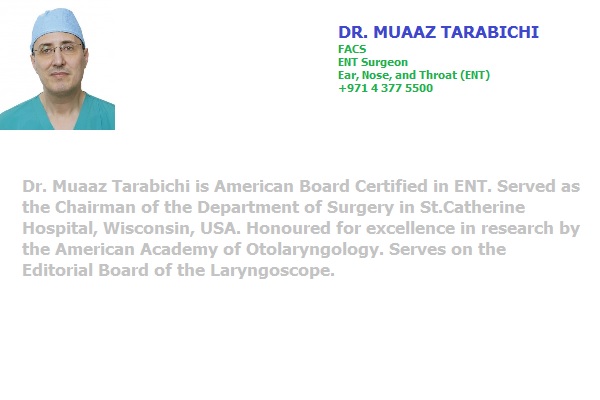 DR. MUAAZ TARABICHI
FACS
ENT Surgeon
Ear, Nose, and Throat (ENT)
+971 4 377 5500
Dr. Muaaz Tarabichi is American Board Certified in ENT. Served as
the Chairman of the Department of Surgery in St.Catherine
Hospital, Wisconsin, USA. Honoured for excellence in research by
the American Academy of Otolaryngology. Serves on the
Editorial Board of the Laryngoscope.